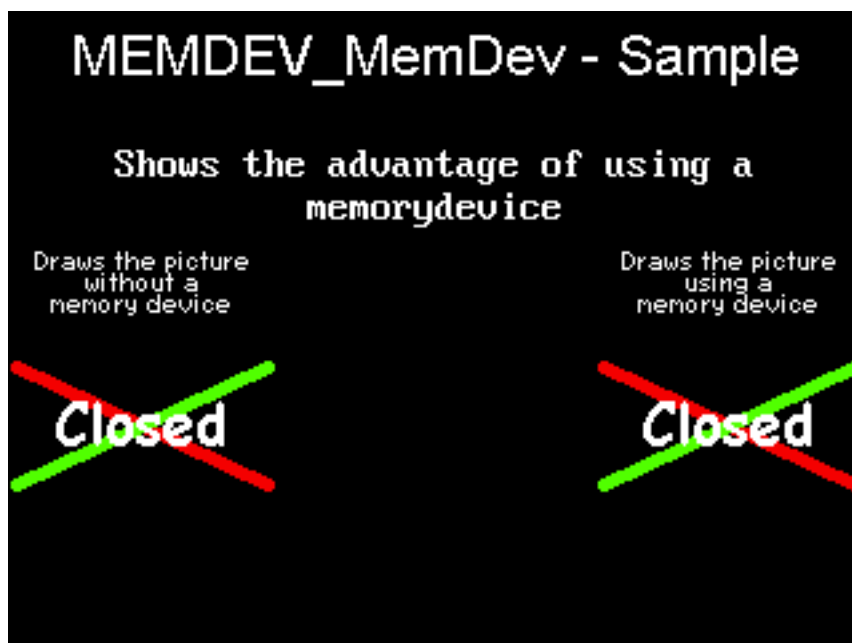 MEMDEV_MemDev - Sample
Shows the advantage of using a
memorydevice
Draws the picture
without a
memory device
Draws the picture
using a
memory device
Closed
Closed